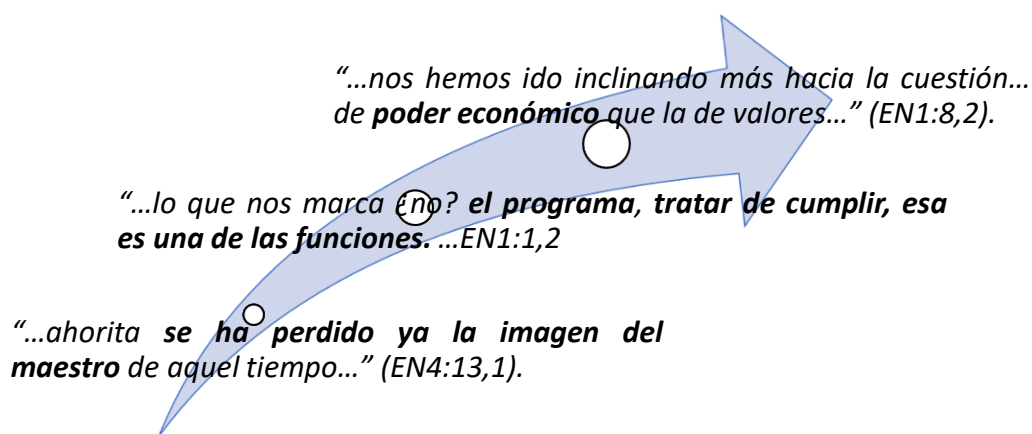 “…nos hemos ido inclinando más hacia la cuestión…
de poder económico que la de valores…” (EN1:8,2).
“…lo que nos marca ¿no? el programa, tratar de cumplir, esa
es una de las funciones. …EN1:1,2
“…ahorita se ha perdido ya la imagen del
maestro de aquel tiempo…” (EN4:13,1).